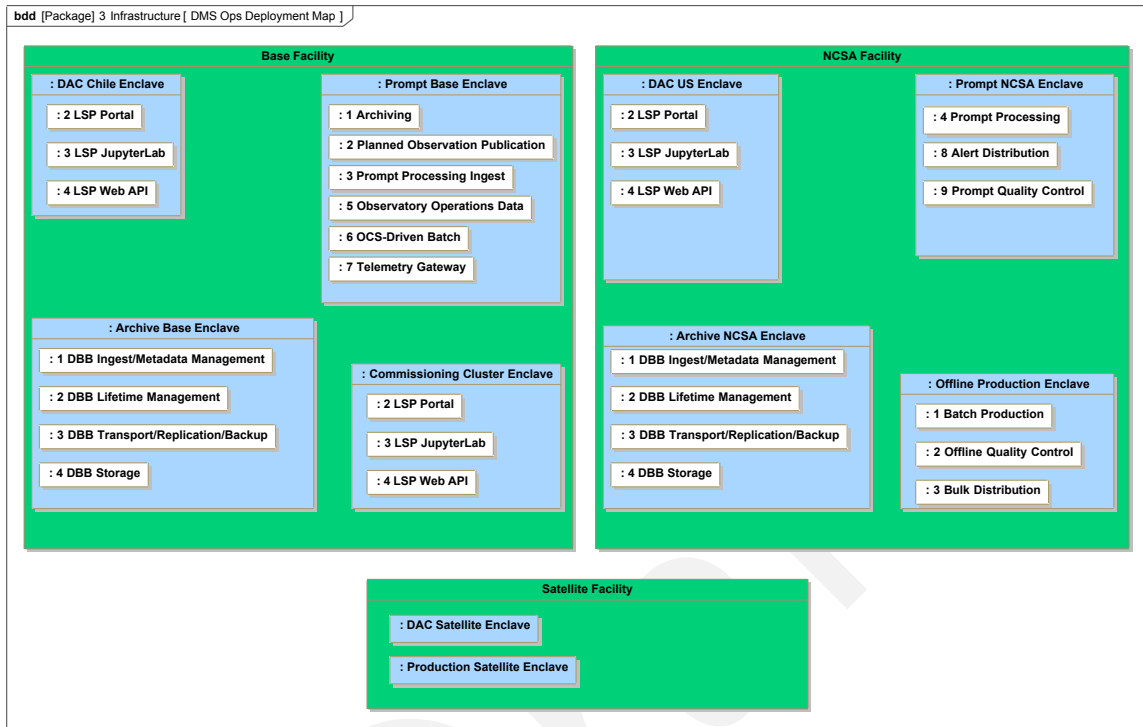 bdd [Package] 3 Infrastructure [ DMS Ops Deployment Map ]
Base Facility
: DAC Chile Enclave
: 2 LSP Portal
: 3 LSP JupyterLab
: 4 LSP Web API
: Prompt Base Enclave
: 1 Archiving
: 2 Planned Observation Publication
: 3 Prompt Processing Ingest
: 5 Observatory Operations Data
: 6 OCS-Driven Batch
: 7 Telemetry Gateway
: Archive Base Enclave
: 1 DBB Ingest/Metadata Management
: 2 DBB Lifetime Management
: 3 DBB Transport/Replication/Backup
: 4 DBB Storage
: Commissioning Cluster Enclave
: 2 LSP Portal
: 3 LSP JupyterLab
: 4 LSP Web API
NCSA Facility
: DAC US Enclave
: 2 LSP Portal
: 3 LSP JupyterLab
: 4 LSP Web API
: Prompt NCSA Enclave
: 4 Prompt Processing
: 8 Alert Distribution
: 9 Prompt Quality Control
: Archive NCSA Enclave
: 1 DBB Ingest/Metadata Management
: 2 DBB Lifetime Management
: 3 DBB Transport/Replication/Backup
: 4 DBB Storage
: Offline Production Enclave
: 1 Batch Production
: 2 Offline Quality Control
: 3 Bulk Distribution
Satellite Facility
: DAC Satellite Enclave
: Production Satellite Enclave